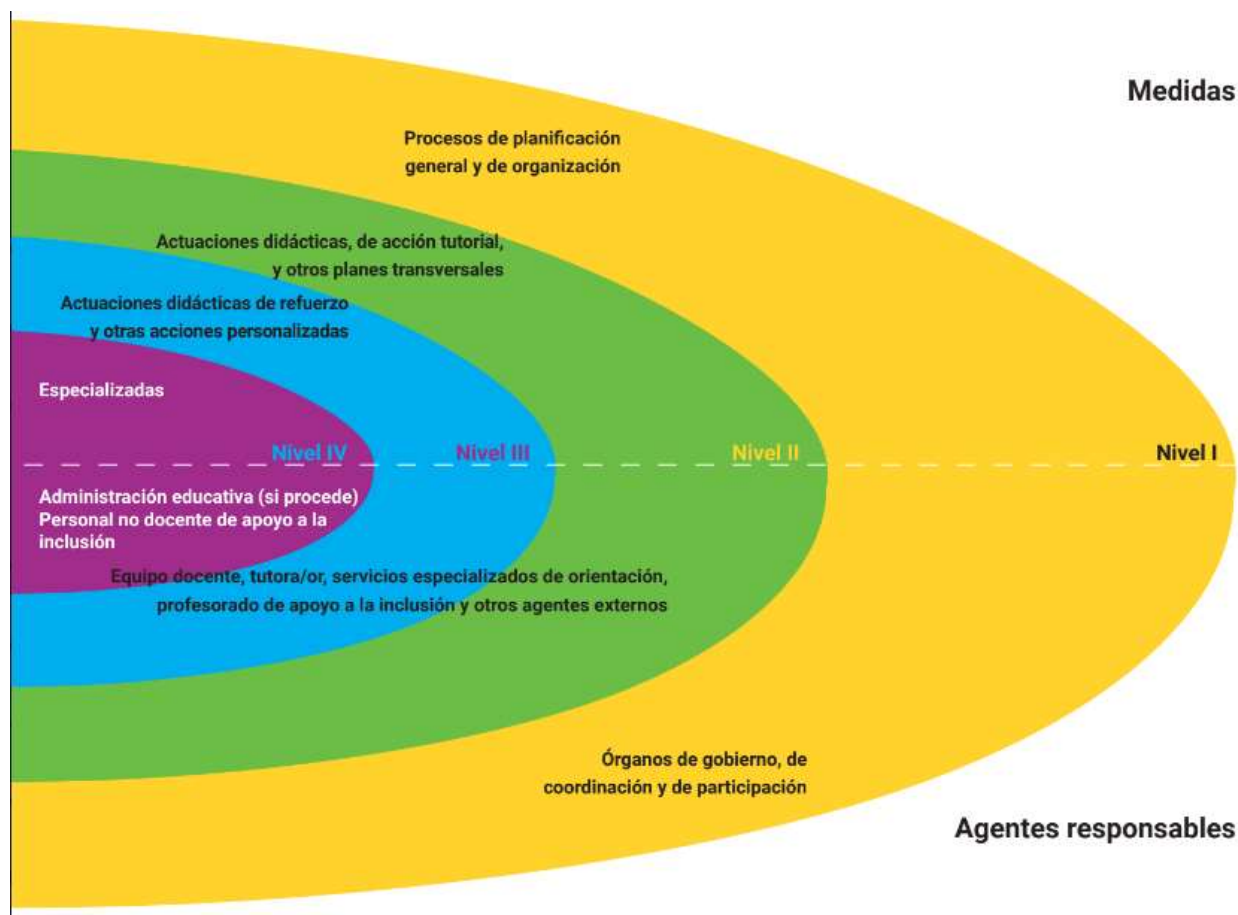 Medidas
Procesos de planificación
general y de organización
Actuaciones didácticas, de acción tutorial,
y otros planes transversales
Actuaciones didácticas de refuerzo
y otras acciones personalizadas
Especializadas
Nivel IV
Nivel III
Nivel II
Nivel I
Administración educativa (si procede)
Personal no docente de apoyo a la
inclusión
Equipo docente, tutora/or, servicios especializados de orientación,
profesorado de apoyo a la inclusión y otros agentes externos
Órganos de gobierno, de
coordinación y de participación
Agentes responsables